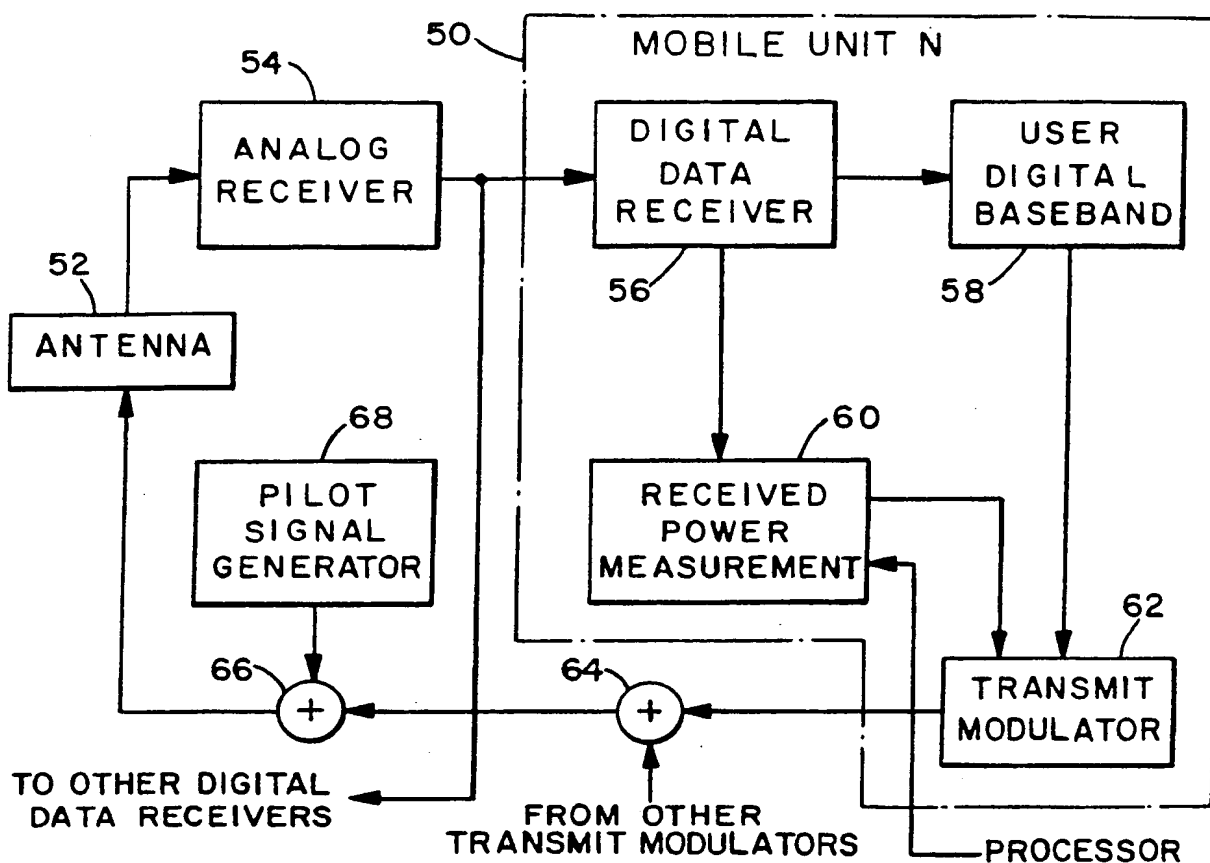 50
MOBILE UNIT N
54
ANALOG
RECEIVER
DIGITAL
DATA
RECEIVER
USER
DIGITAL
BASEBAND
52
56
58
ANTENNA
68
60
PILOT
SIGNAL
GENERATOR
RECEIVED
POWER
MEASUREMENT
62
66
+
64
+
TRANSMIT
MODULATOR
TO OTHER DIGITAL
DATA RECEIVERS
FROM OTHER
TRANSMIT MODULATORS
PROCESSOR